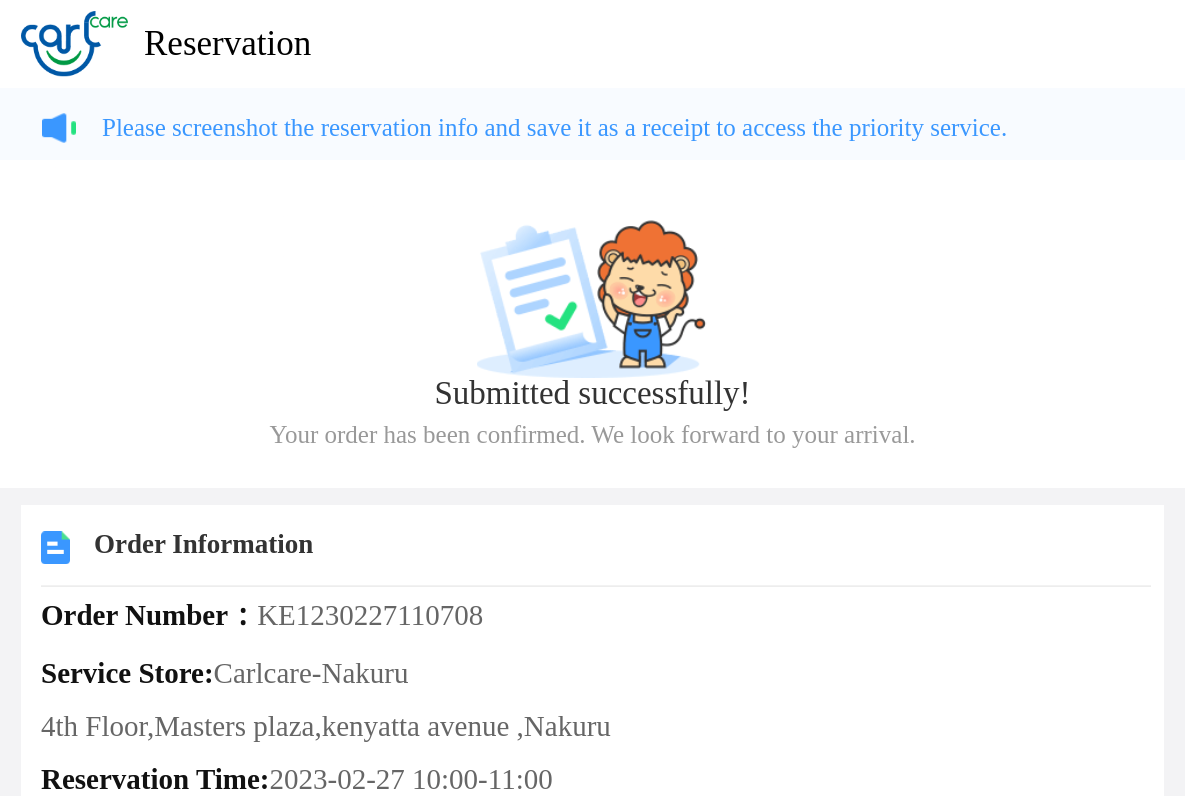 carl care
Reservation
Please screenshot the reservation info and save it as a receipt to access the priority service.
Submitted successfully!
Your order has been confirmed. We look forward to your arrival.
Order Information
Order Number：KE1230227110708
Service Store:Carlcare-Nakuru
4th Floor,Masters plaza,kenyatta avenue ,Nakuru
Reservation Time:2023-02-27 10:00-11:00